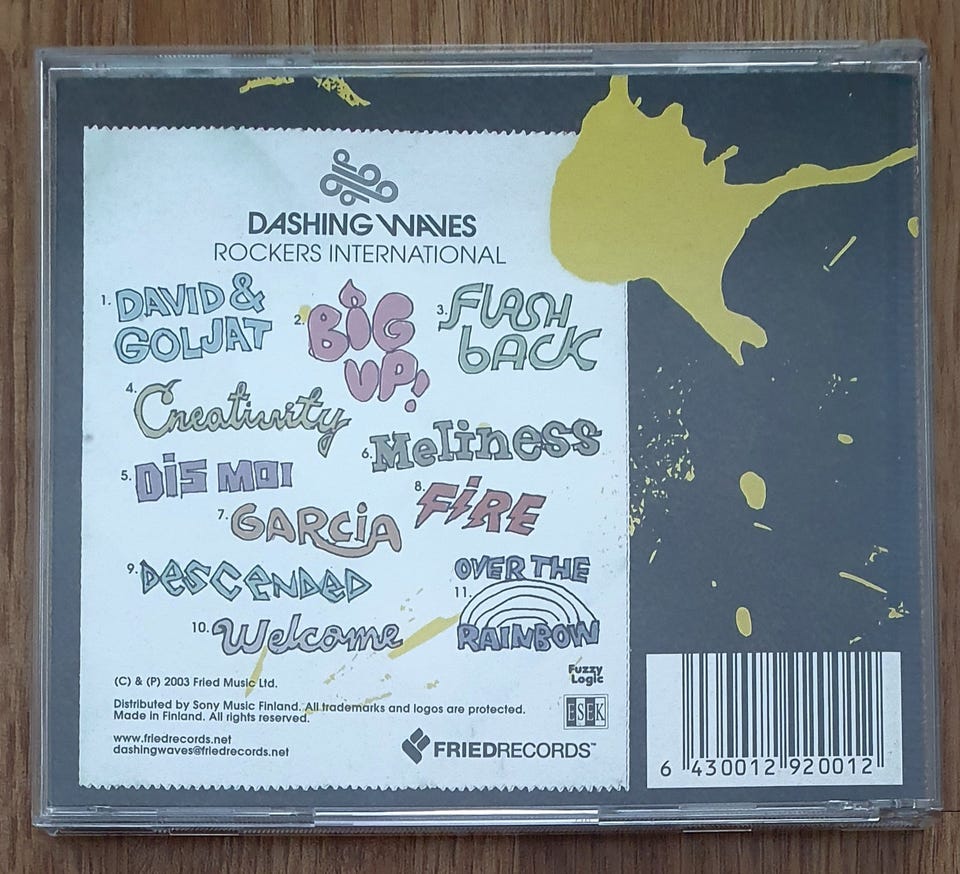 DASHING WAVES
ROCKERS INTERNATIONAL
1. DAVID &
GOLJAT
2. BiG
UP!
3. FLASH
bACK
4. Creativity
5. DiS MOI
6. Meliness
7. GARCiA
8. FiRE
9. DESCENDED
10. Welcome
11. OVER THE
RAINBOW
(C) & (P) 2003 Fried Music Ltd.
Distributed by Sony Music Finland. All trademarks and logos are protected.
Made in Finland. All rights reserved.
www.friedrecords.net
dashingwaves@friedrecords.net
Fuzzy
Logic
ESEK
FRIEDRECORDS™
6 430012 920012